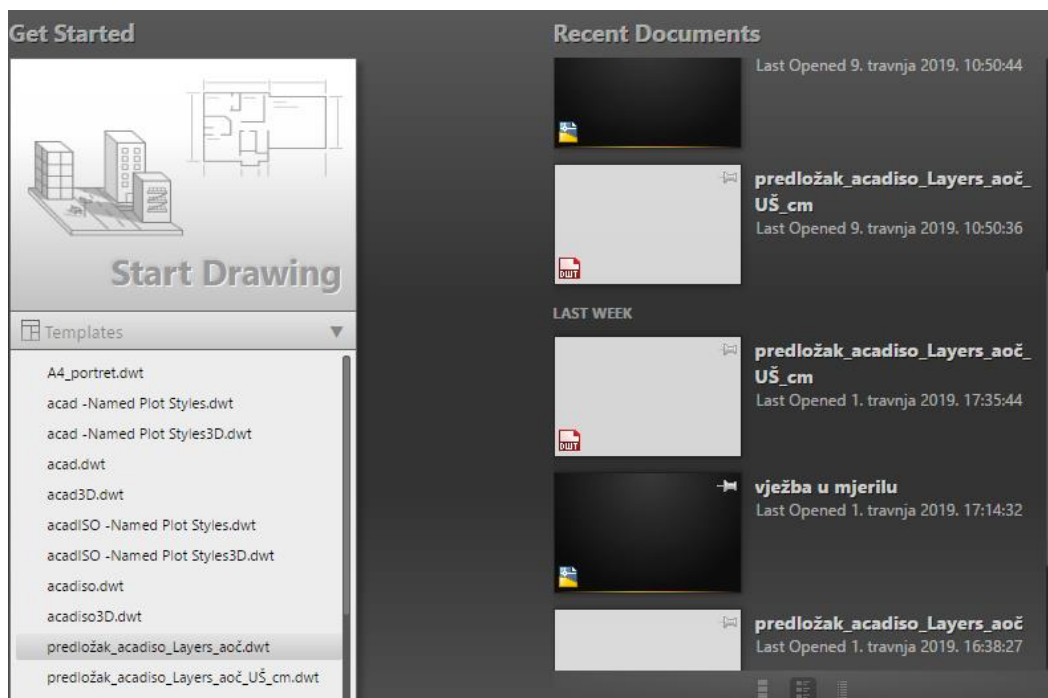 Get Started
Start Drawing
Templates
A4_portret.dwt
acad -Named Plot Styles.dwt
acad -Named Plot Styles3D.dwt
acad.dwt
acad3D.dwt
acadISO -Named Plot Styles.dwt
acadISO -Named Plot Styles3D.dwt
acadiso.dwt
acadiso3D.dwt
predložak_acadiso_Layers_aoč.dwt
predložak_acadiso_Layers_aoč_UŠ_cm.dwt
Recent Documents
Last Opened 9. travnja 2019. 10:50:44
predložak_acadiso_Layers_aoč_
UŠ_cm
Last Opened 9. travnja 2019. 10:50:36
DWT
LAST WEEK
predložak_acadiso_Layers_aoč_
UŠ_cm
Last Opened 1. travnja 2019. 17:35:44
DWT
vježba u mjerilu
Last Opened 1. travnja 2019. 17:14:32
predložak_acadiso_Layers_aoč
Last Opened 1. travnja 2019. 16:38:27